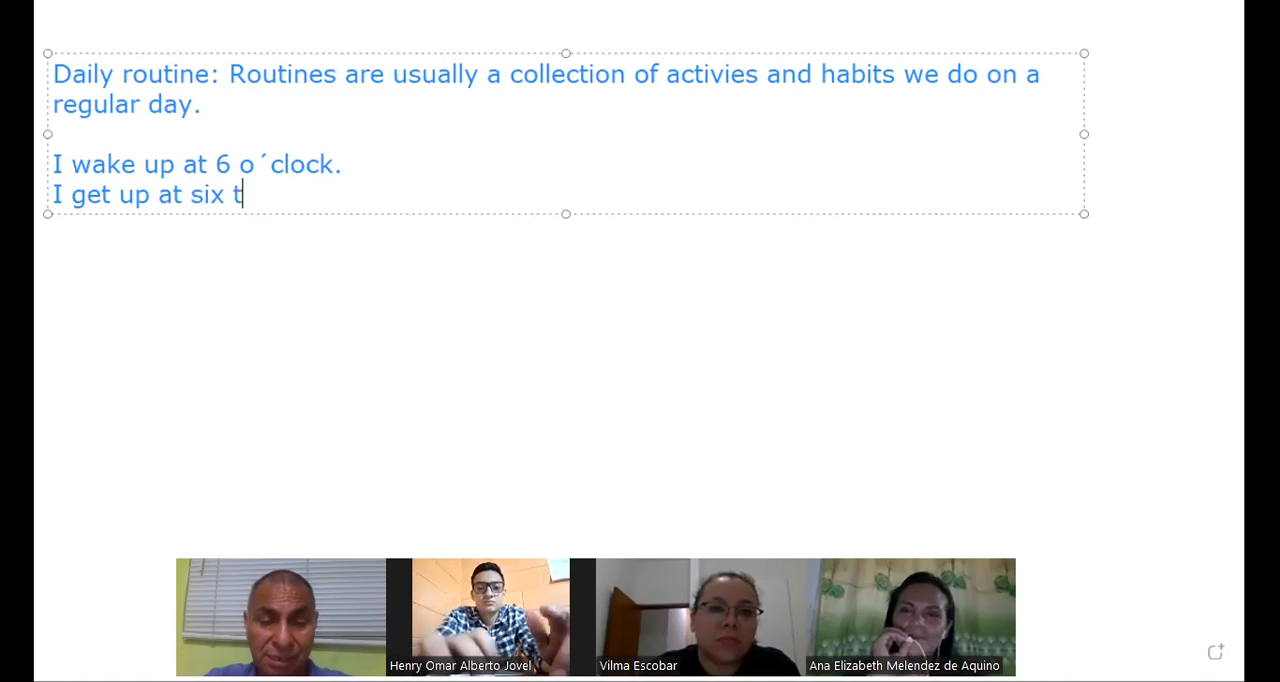 Daily routine: Routines are usually a collection of activies and habits we do on a
regular day.
I wake up at 6 o´clock.
I get up at six t
Henry Omar Alberto Jovel
Vilma Escobar
Ana Elizabeth Melendez de Aquino